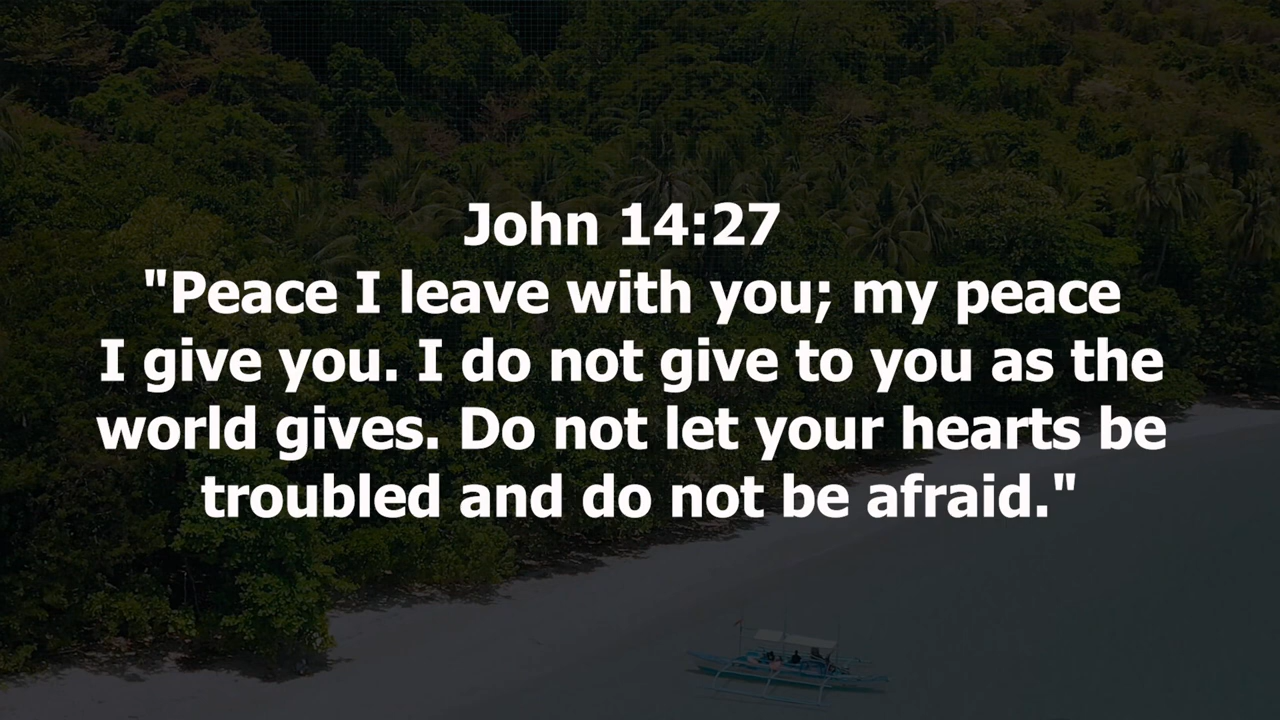 John 14:27
"Peace I leave with you; my peace
I give you. I do not give to you as the
world gives. Do not let your hearts be
troubled and do not be afraid."